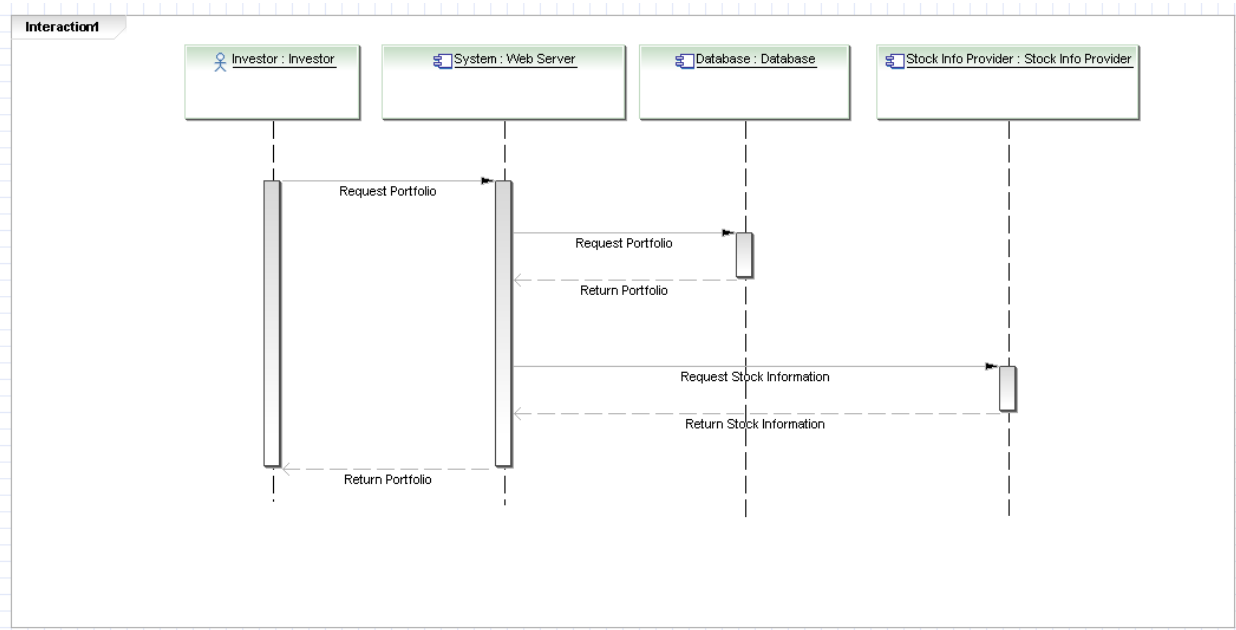 Interaction1
Investor : Investor
System : Web Server
Database : Database
Stock Info Provider : Stock Info Provider
Request Portfolio
Request Portfolio
Return Portfolio
Request Stock Information
Return Stock Information
Return Portfolio